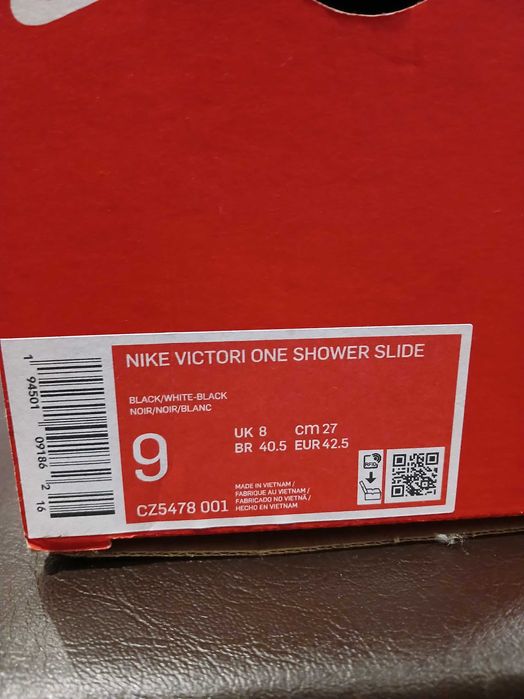 NIKE VICTORI ONE SHOWER SLIDE
BLACK/WHITE-BLACK
NOIR/NOIR/BLANC
9
UK 8 cm 27
BR 40.5 EUR 42.5
CZ5478 001
MADE IN VIETNAM /
FABRIQUE AU VIETNAM /
FABRICADO NO VIETNÃ /
HECHO EN VIETNAM
RFID
1 94501 09186 2 16